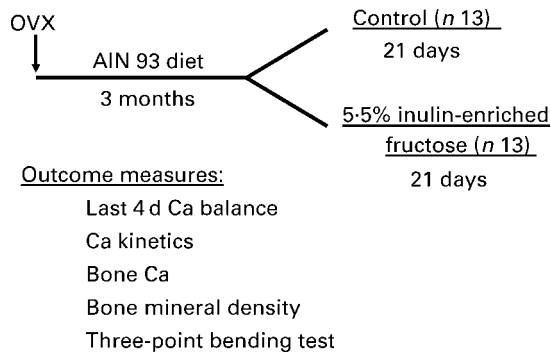 OVX
AIN 93 diet
3 months
Control (n 13)
21 days
5·5% inulin-enriched
fructose (n 13)
21 days
Outcome measures:
Last 4 d Ca balance
Ca kinetics
Bone Ca
Bone mineral density
Three-point bending test